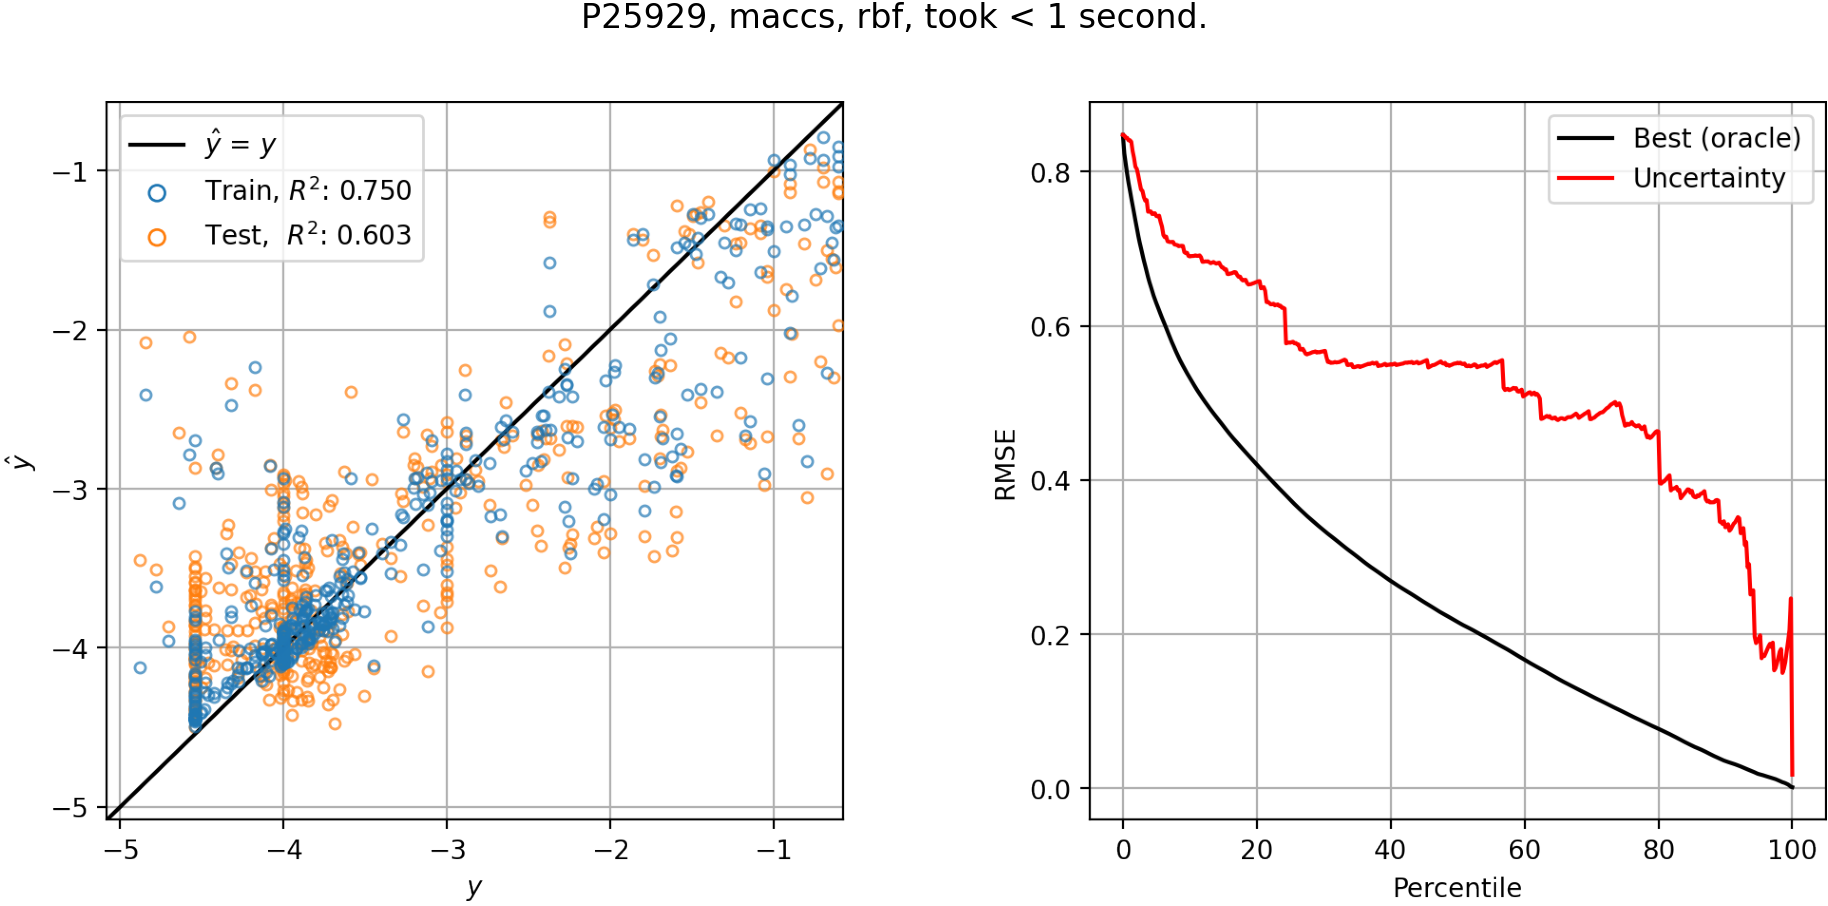 P25929, maccs, rbf, took < 1 second.
ŷ = y
Train, R²: 0.750
Test, R²: 0.603
−1
−2
−3
−4
−5
ŷ
−5 −4 −3 −2 −1
y
Best (oracle)
Uncertainty
0.8
0.6
0.4
0.2
0.0
RMSE
0 20 40 60 80 100
Percentile